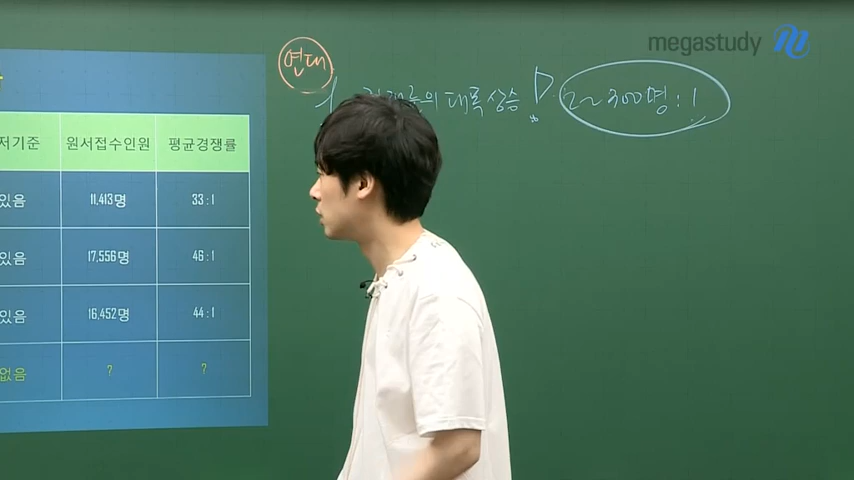 megastudy
연대
경쟁률의 대폭 상승
2~300명 : 1
저기준 원서접수인원 평균경쟁률
있음 11,413명 33 : 1
있음 17,556명 46 : 1
있음 16,452명 44 : 1
없음 ? ?